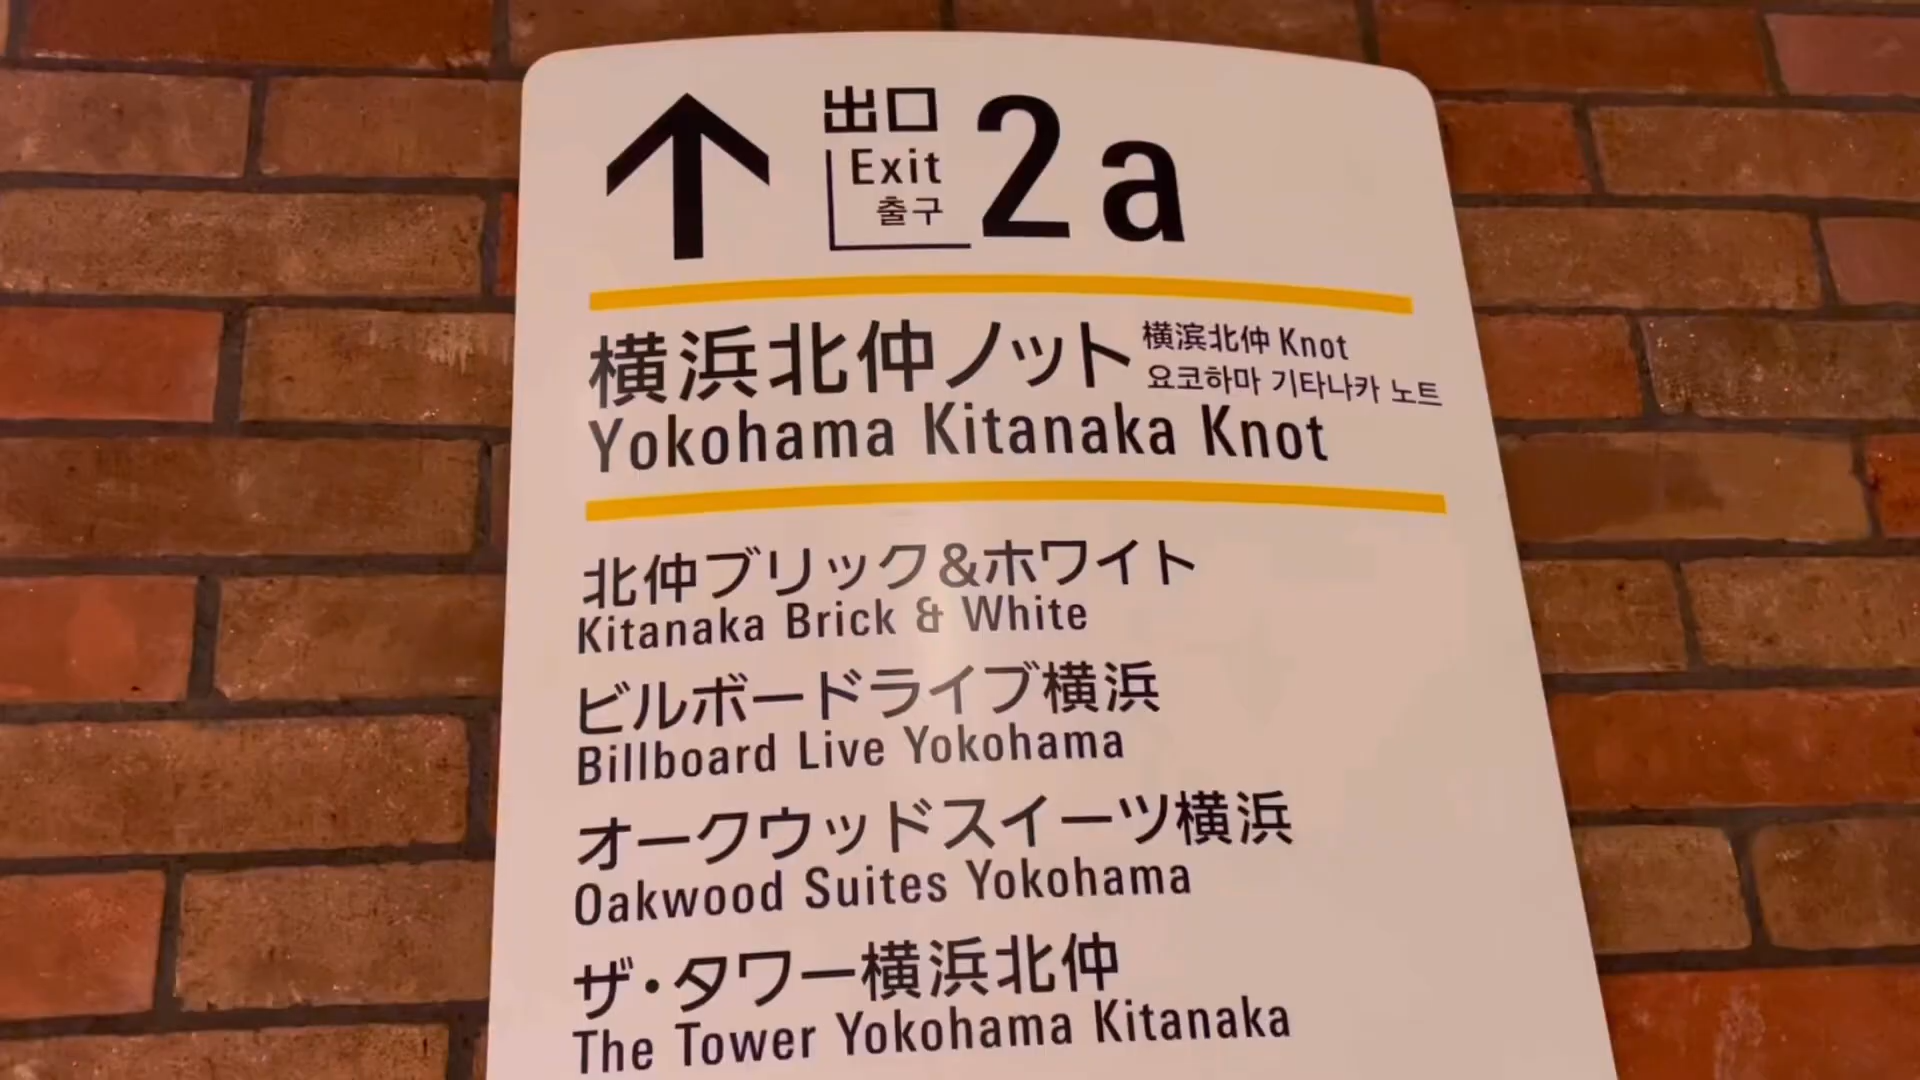 出口 2a
Exit
출구
横浜北仲ノット 横滨北仲 Knot
요코하마 기타나카 노트
Yokohama Kitanaka Knot
北仲ブリック&ホワイト
Kitanaka Brick & White
ビルボードライブ横浜
Billboard Live Yokohama
オークウッドスイーツ横浜
Oakwood Suites Yokohama
ザ・タワー横浜北仲
The Tower Yokohama Kitanaka